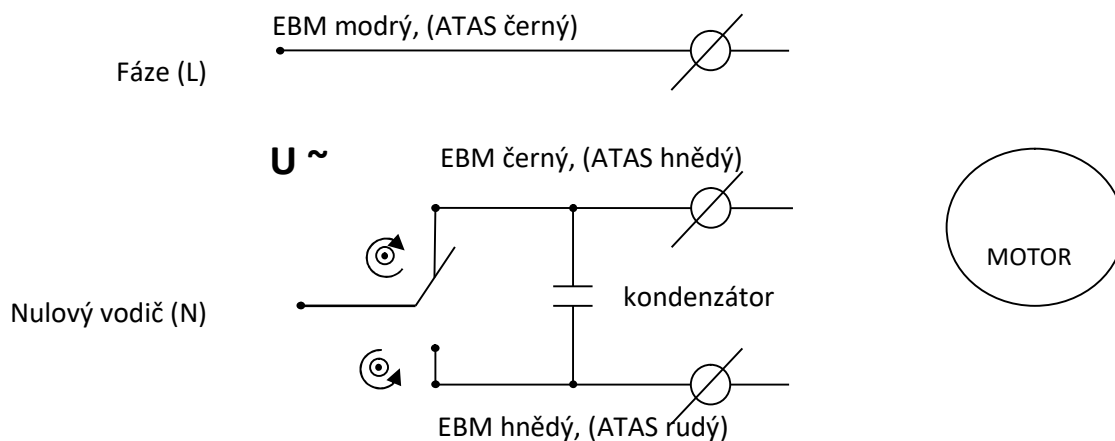 EBM modrý, (ATAS černý)
Fáze (L)
U ~
EBM černý, (ATAS hnědý)
MOTOR
kondenzátor
Nulový vodič (N)
EBM hnědý, (ATAS rudý)